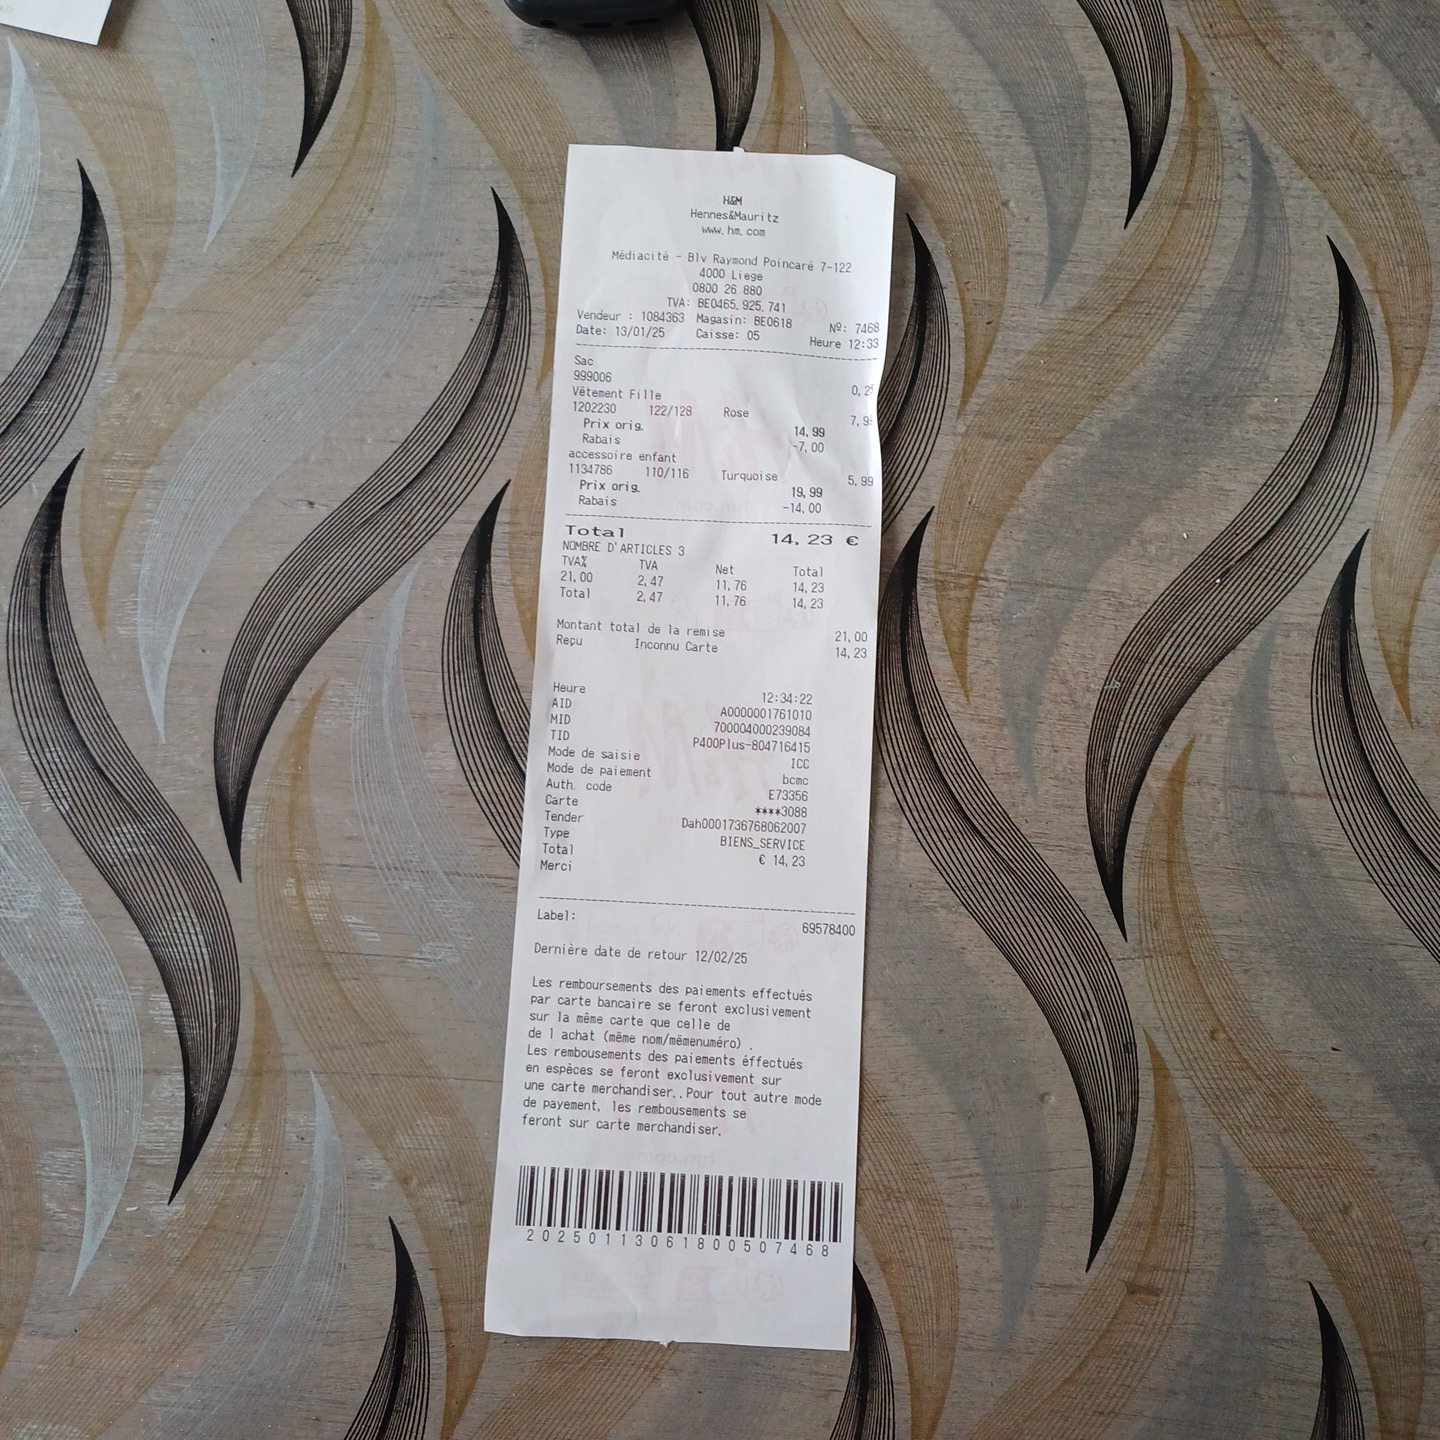 H&M
Hennes&Mauritz
www.hm.com
Médiacité - Blv Raymond Poincaré 7-122
4000 Liege
0800 26 880
TVA: BE0465.925.741
Vendeur : 1084363 Magasin: BE0618 Nº: 7468
Date: 13/01/25 Caisse: 05 Heure 12:33
Sac
999006 0,25
Vêtement Fille
1202230 122/128 Rose 7,99
Prix orig. 14,99
Rabais -7,00
accessoire enfant
1134786 110/116 Turquoise 5,99
Prix orig. 19,99
Rabais -14,00
Total 14,23 €
NOMBRE D'ARTICLES 3
TVA% TVA Net Total
21,00 2,47 11,76 14,23
Total 2,47 11,76 14,23
Montant total de la remise 21,00
Reçu Inconnu Carte 14,23
Heure 12:34:22
AID A0000001761010
MID 700004000239084
TID P400Plus-804716415
Mode de saisie ICC
Mode de paiement bcmc
Auth. code E73356
Carte ****3088
Tender Dah0001736768062007
Type BIENS_SERVICE
Total € 14,23
Merci
Label: 69578400
Dernière date de retour 12/02/25
Les remboursements des paiements effectués
par carte bancaire se feront exclusivement
sur la même carte que celle de
de l achat (même nom/mêmenuméro) .
Les rembousements des paiements éffectués
en espèces se feront exclusivement sur
une carte merchandiser..Pour tout autre mode
de payement, les rembousements se
feront sur carte merchandiser.
2025011306180050​7468